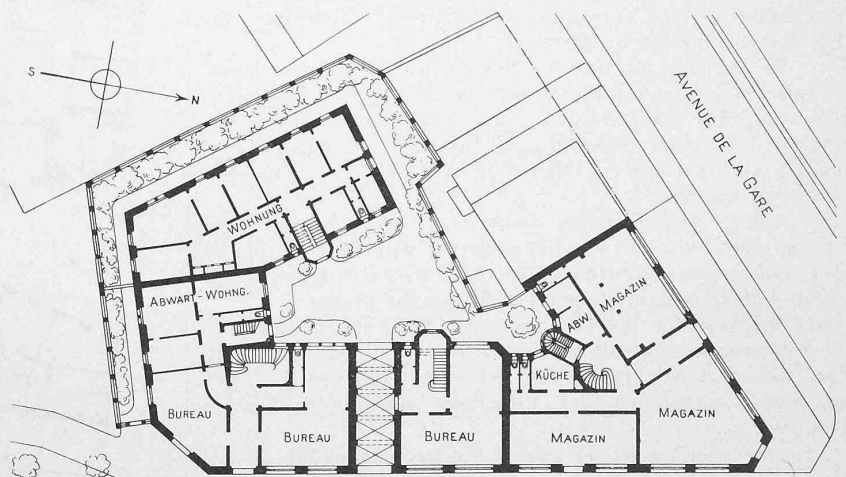 S
N
AVENUE DE LA GARE
WOHNUNG
ABWART-WOHNG.
MAGAZIN
ABW.
KÜCHE
BUREAU
BUREAU
BUREAU
MAGAZIN
MAGAZIN